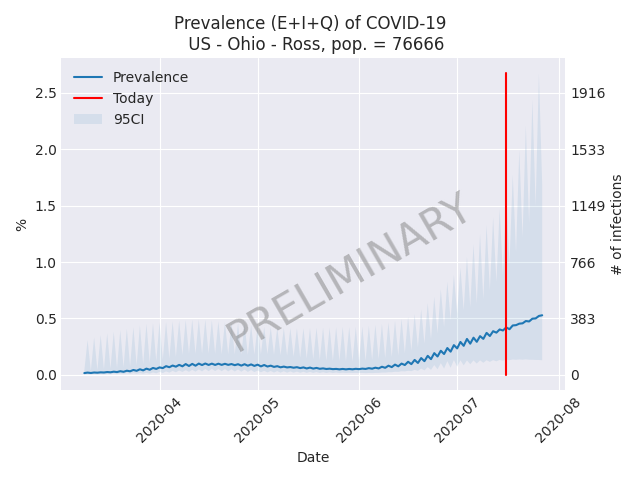 Prevalence (E+I+Q) of COVID-19
US - Ohio - Ross, pop. = 76666
Prevalence
Today
95CI
2.5
2.0
1.5
1.0
0.5
0.0
%
1916
1533
1149
766
383
0
# of infections
PRELIMINARY
2020-04
2020-05
2020-06
2020-07
2020-08
Date